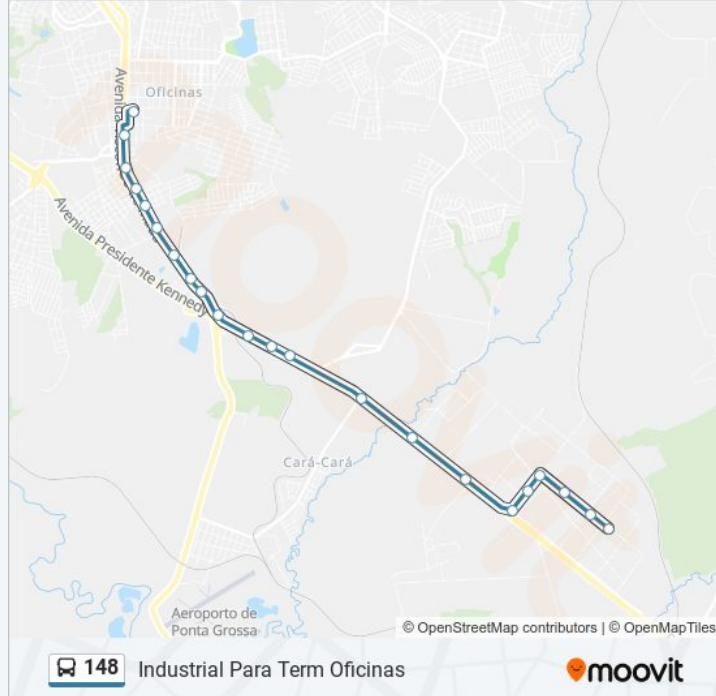 Oficinas
Avenida
Avenida Presidente Kennedy
Cará-Cará
Aeroporto de
Ponta Grossa
© OpenStreetMap contributors | © OpenMapTiles
148 Industrial Para Term Oficinas
moovit